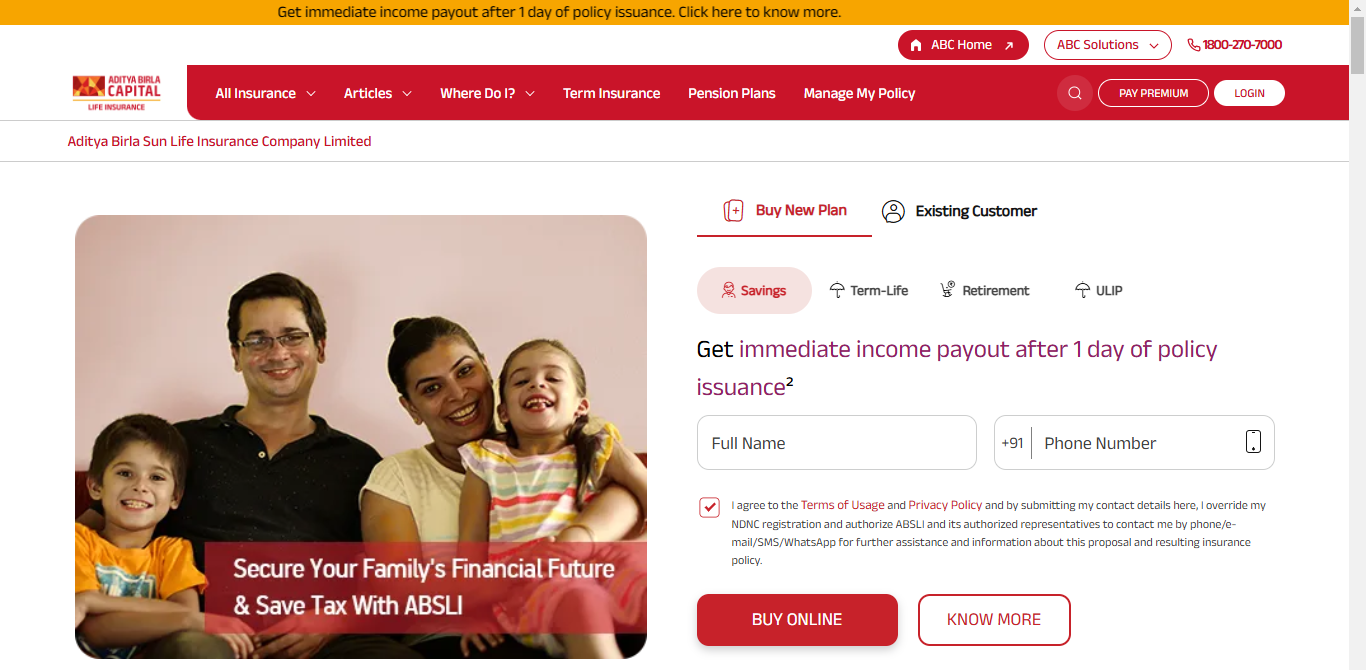 Get immediate income payout after 1 day of policy issuance. Click here to know more.
ABC Home
ABC Solutions
1800-270-7000
ADITYA BIRLA
CAPITAL
LIFE INSURANCE
All Insurance
Articles
Where Do I?
Term Insurance
Pension Plans
Manage My Policy
PAY PREMIUM
LOGIN
Aditya Birla Sun Life Insurance Company Limited
Buy New Plan
Existing Customer
Savings
Term-Life
Retirement
ULIP
Get immediate income payout after 1 day of policy
issuance²
Full Name
+91
Phone Number
I agree to the Terms of Usage and Privacy Policy and by submitting my contact details here, I override my
NDNC registration and authorize ABSLI and its authorized representatives to contact me by phone/e-
mail/SMS/WhatsApp for further assistance and information about this proposal and resulting insurance
policy.
BUY ONLINE
KNOW MORE
Secure Your Family's Financial Future
& Save Tax With ABSLI